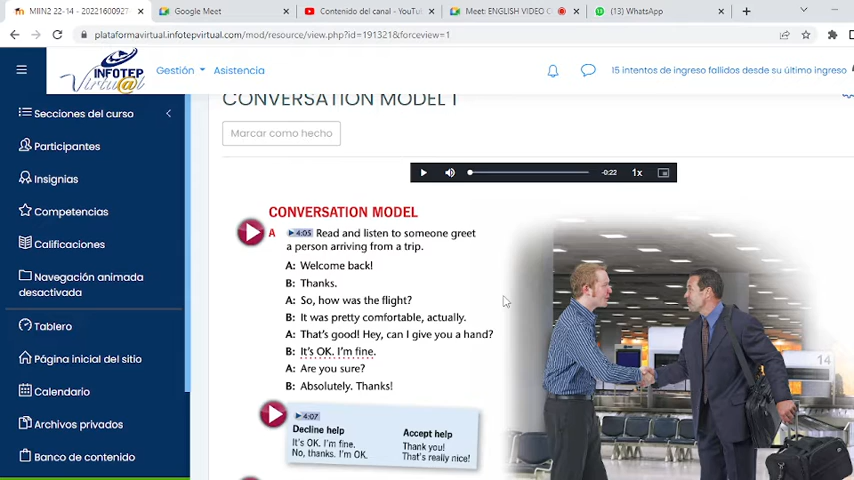 MIIN2 22-14 - 20221600927
Google Meet
Contenido del canal - YouTu
Meet: ENGLISH VIDEO C
(13) WhatsApp
plataformavirtual.infotepvirtual.com/mod/resource/view.php?id=191321&forceview=1
INFOTEP
Virtu@l
Gestión
Asistencia
15 intentos de ingreso fallidos desde su último ingreso
Secciones del curso
Participantes
Insignias
Competencias
Calificaciones
Navegación animada
desactivada
Tablero
Página inicial del sitio
Calendario
Archivos privados
Banco de contenido
CONVERSATION MODEL I
Marcar como hecho
-0:22
1x
CONVERSATION MODEL
A 4:05 Read and listen to someone greet
a person arriving from a trip.
A: Welcome back!
B: Thanks.
A: So, how was the flight?
B: It was pretty comfortable, actually.
A: That's good! Hey, can I give you a hand?
B: It's OK. I'm fine.
A: Are you sure?
B: Absolutely. Thanks!
4:07
Decline help
It's OK. I'm fine.
No, thanks. I'm OK.
Accept help
Thank you!
That's really nice!
14